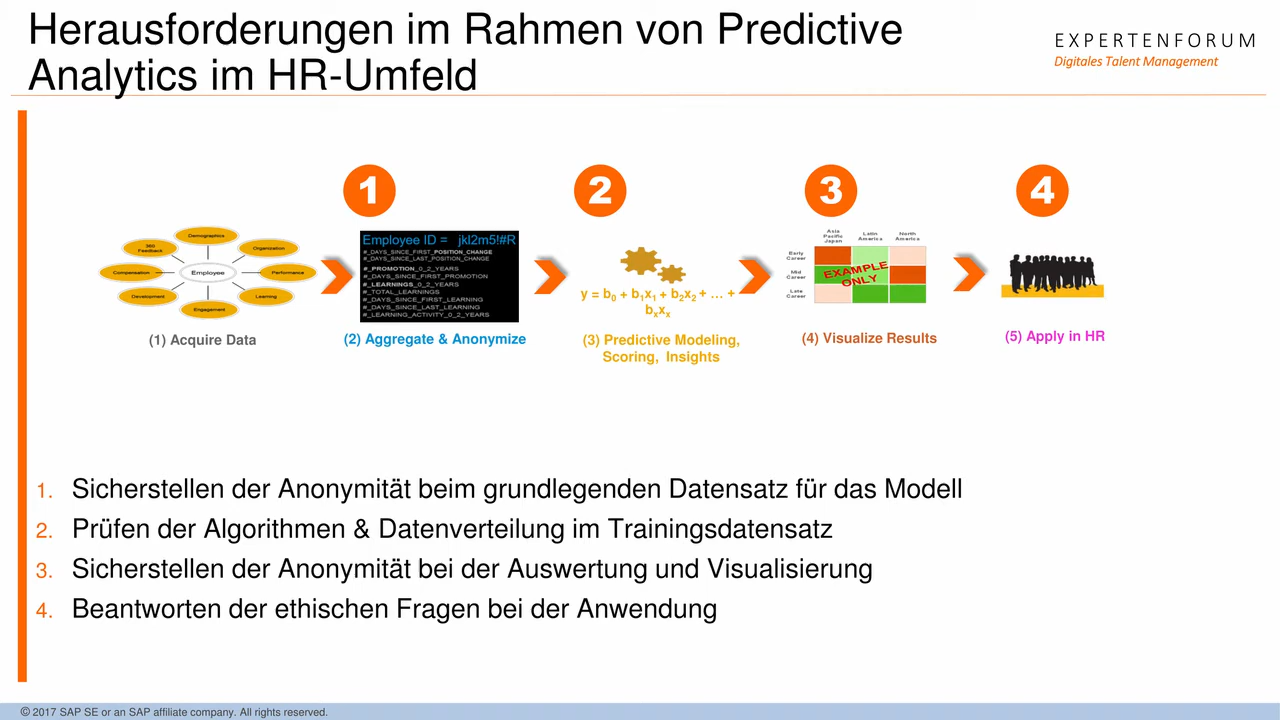 Herausforderungen im Rahmen von Predictive
Analytics im HR-Umfeld
EXPERTENFORUM
Digitales Talent Management
1
2
3
4
Demographics
360
Feedback
Organization
Compensation
Employee
Performance
Development
Learning
Engagement
(1) Acquire Data
Employee ID = jkl2m5!#R
#_DAYS_SINCE_FIRST_POSITION_CHANGE
#_DAYS_SINCE_LAST_POSITION_CHANGE
#_PROMOTION_0_2_YEARS
#_DAYS_SINCE_FIRST_PROMOTION
#_LEARNINGS_0_2_YEARS
#_TOTAL_LEARNINGS
#_DAYS_SINCE_FIRST_LEARNING
#_DAYS_SINCE_LAST_LEARNING
#_LEARNING_ACTIVITY_0_2_YEARS
(2) Aggregate & Anonymize
y = b0 + b1x1 + b2x2 + … +
bxxx
(3) Predictive Modeling,
Scoring, Insights
Asia
Pacific
Japan
Latin
America
North
America
Early
Career
Mid
Career
Late
Career
EXAMPLE
ONLY
(4) Visualize Results
(5) Apply in HR
1. Sicherstellen der Anonymität beim grundlegenden Datensatz für das Modell
2. Prüfen der Algorithmen & Datenverteilung im Trainingsdatensatz
3. Sicherstellen der Anonymität bei der Auswertung und Visualisierung
4. Beantworten der ethischen Fragen bei der Anwendung
© 2017 SAP SE or an SAP affiliate company. All rights reserved.